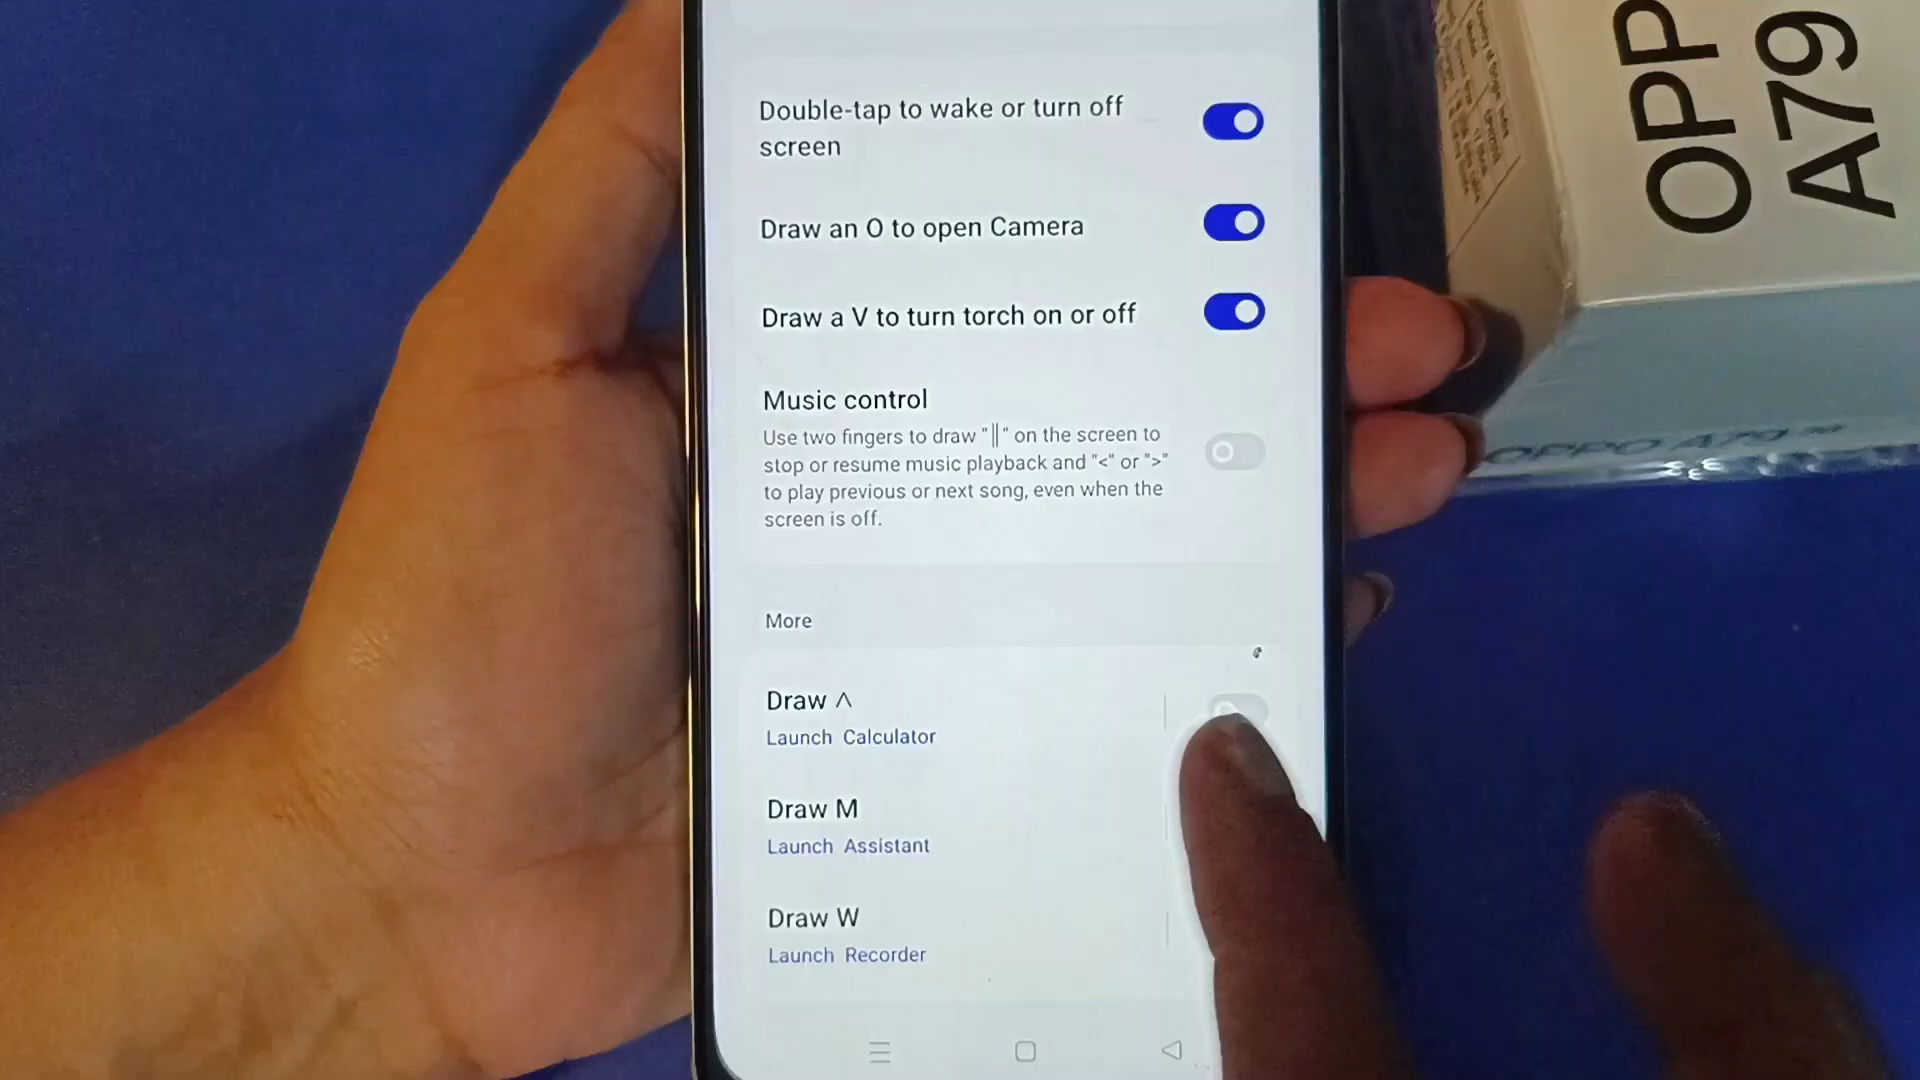 Double-tap to wake or turn off
screen
Draw an O to open Camera
Draw a V to turn torch on or off
Music control
Use two fingers to draw "||" on the screen to
stop or resume music playback and "<" or ">"
to play previous or next song, even when the
screen is off.
More
Draw ˄
Launch Calculator
Draw M
Launch Assistant
Draw W
Launch Recorder
OPP
A79
OPPO A79